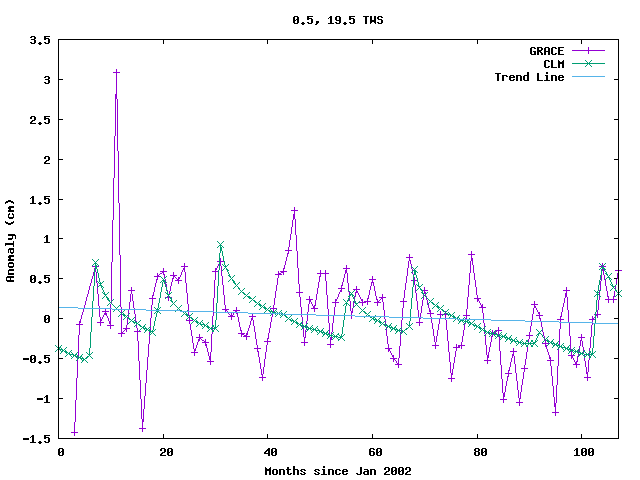 0.5, 19.5 TWS
GRACE
CLM
Trend Line
3.5
3
2.5
2
1.5
1
0.5
0
-0.5
-1
-1.5
Anomaly (cm)
0 20 40 60 80 100
Months since Jan 2002